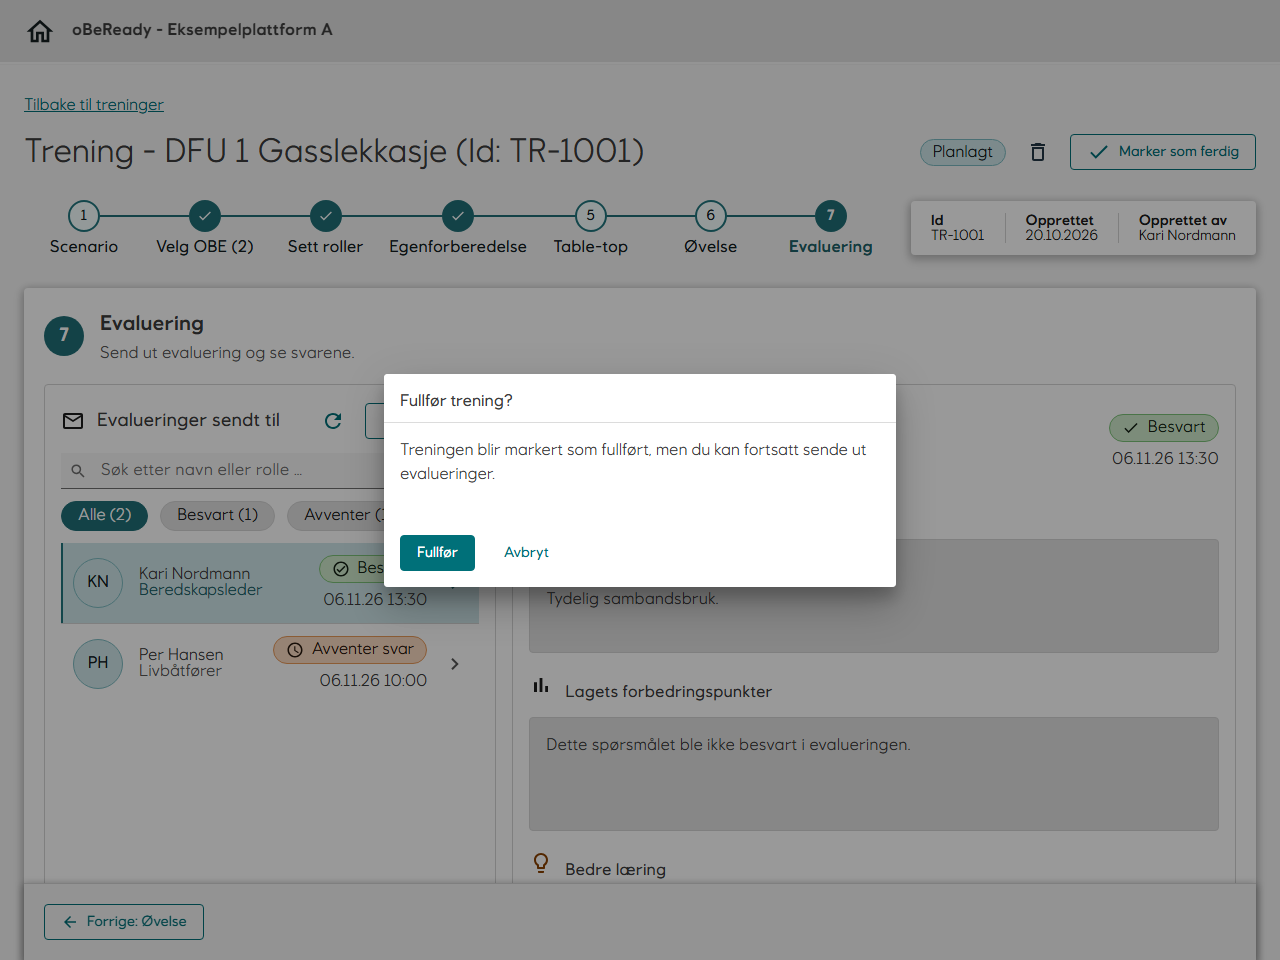 oBeReady - Eksempelplattform A
Tilbake til treninger
Trening - DFU 1 Gasslekkasje (Id: TR-1001)
Planlagt
Marker som ferdig
1
Scenario
Velg OBE (2)
Sett roller
Egenforberedelse
5
Table-top
6
Øvelse
7
Evaluering
Id
TR-1001
Opprettet
20.10.2026
Opprettet av
Kari Nordmann
7
Evaluering
Send ut evaluering og se svarene.
Evalueringer sendt til
Søk etter navn eller rolle ...
Alle (2)
Besvart (1)
Avventer (
KN
Kari Nordmann
Beredskapsleder
Bes
06.11.26 13:30
PH
Per Hansen
Livbåtfører
Avventer svar
06.11.26 10:00
Fullfør trening?
Treningen blir markert som fullført, men du kan fortsatt sende ut
evalueringer.
Fullfør
Avbryt
Besvart
06.11.26 13:30
Tydelig sambandsbruk.
Lagets forbedringspunkter
Dette spørsmålet ble ikke besvart i evalueringen.
Bedre læring
Forrige: Øvelse